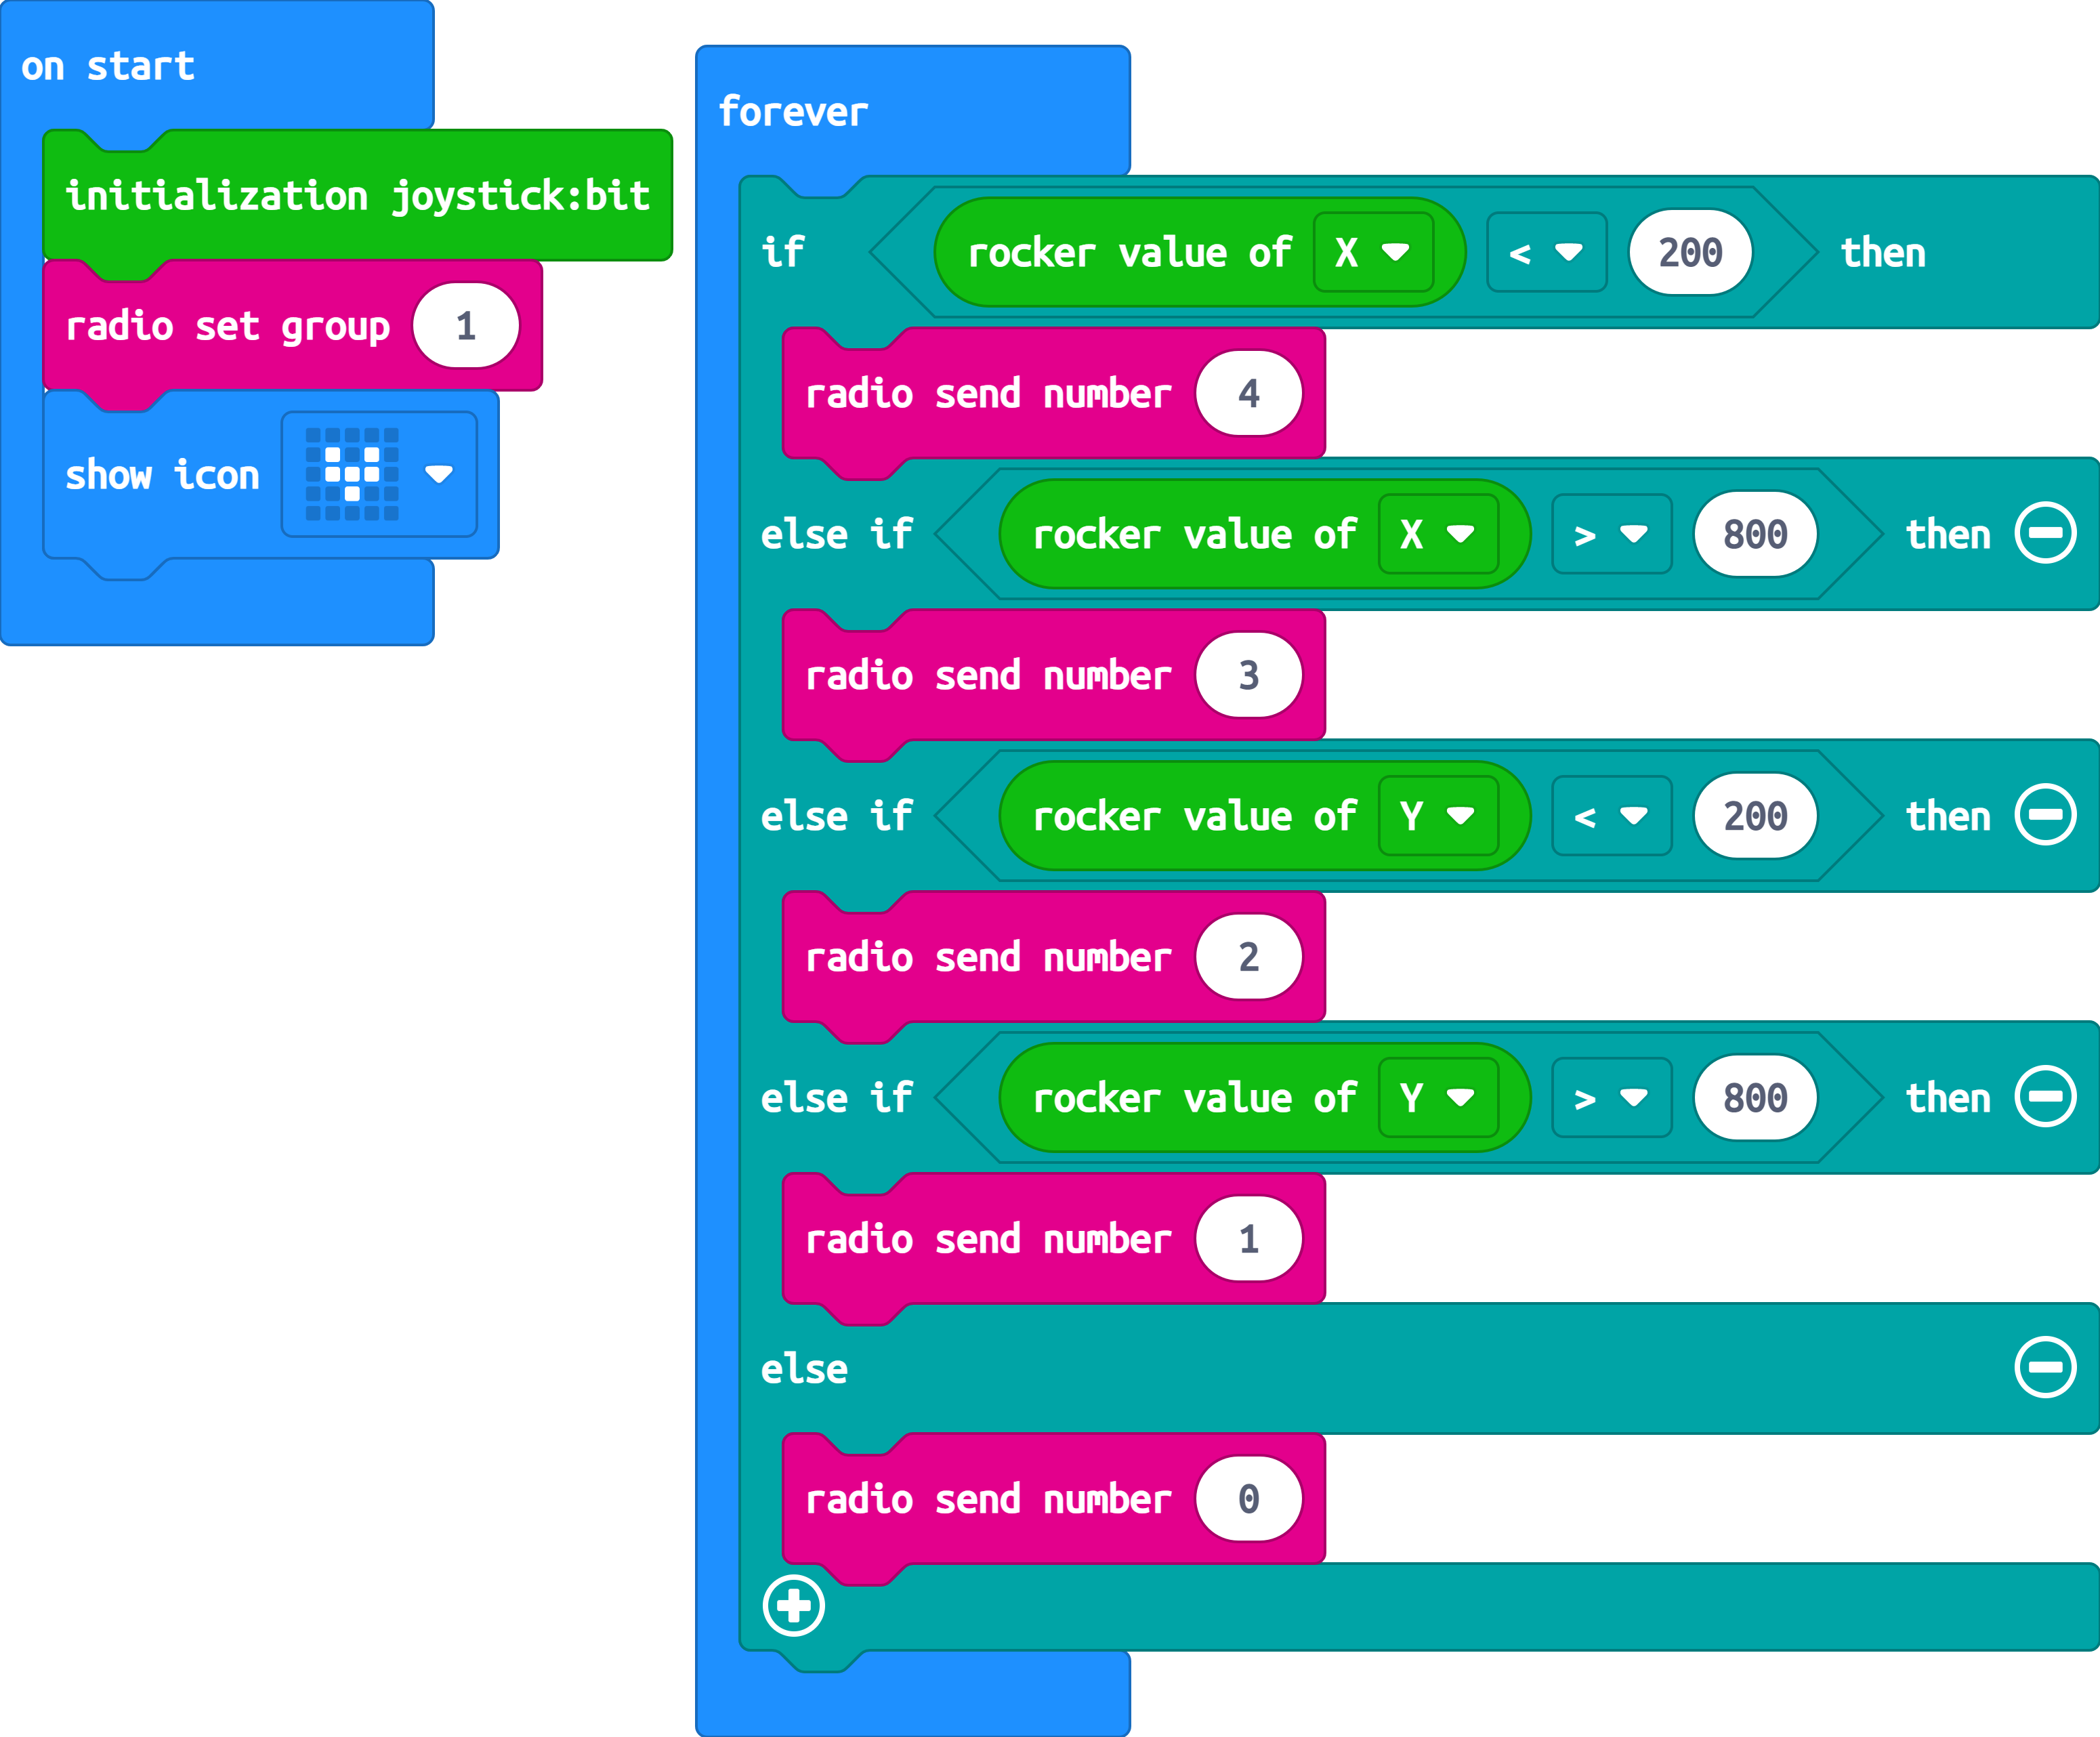 on start
initialization joystick:bit
radio set group 1
show icon
forever
if rocker value of X < 200 then
radio send number 4
else if rocker value of X > 800 then
radio send number 3
else if rocker value of Y < 200 then
radio send number 2
else if rocker value of Y > 800 then
radio send number 1
else
radio send number 0